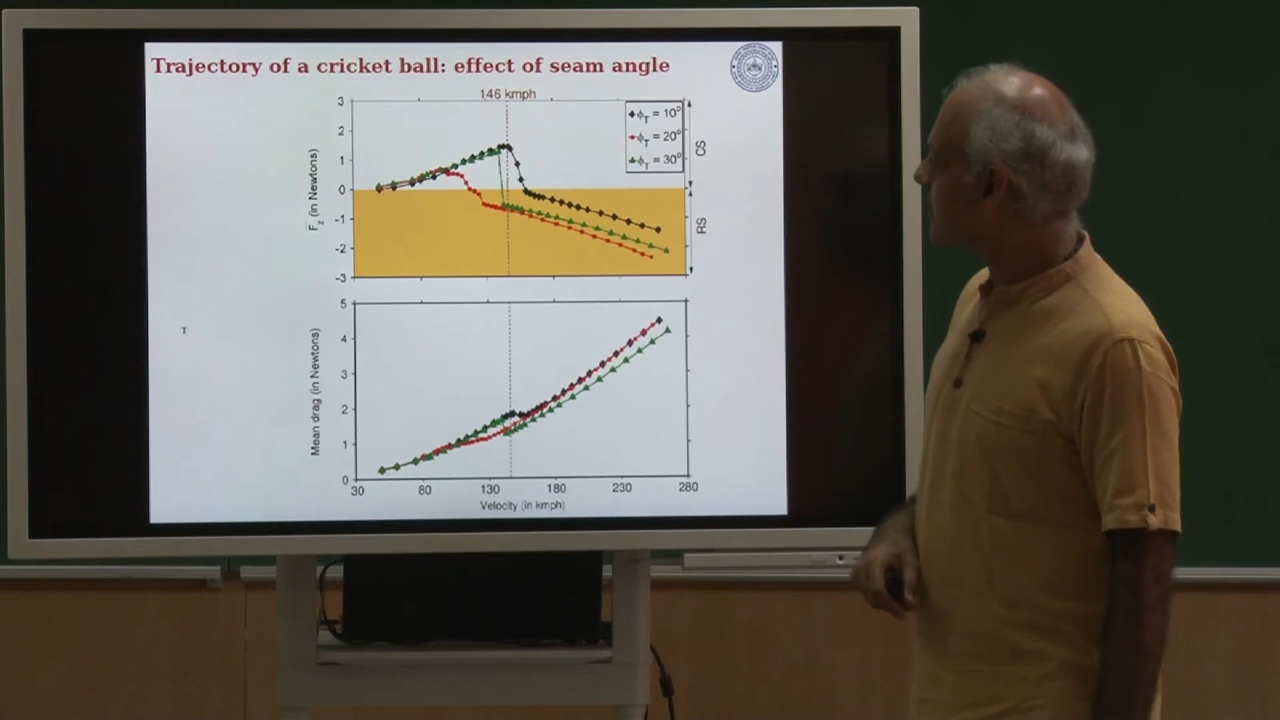 Trajectory of a cricket ball: effect of seam angle
146 kmph
3
2
1
0
-1
-2
-3
F̄z (in Newtons)
ϕT = 10°
ϕT = 20°
ϕT = 30°
CS
RS
T
5
4
3
2
1
0
Mean drag (in Newtons)
30 80 130 180 230 280
Velocity (in kmph)